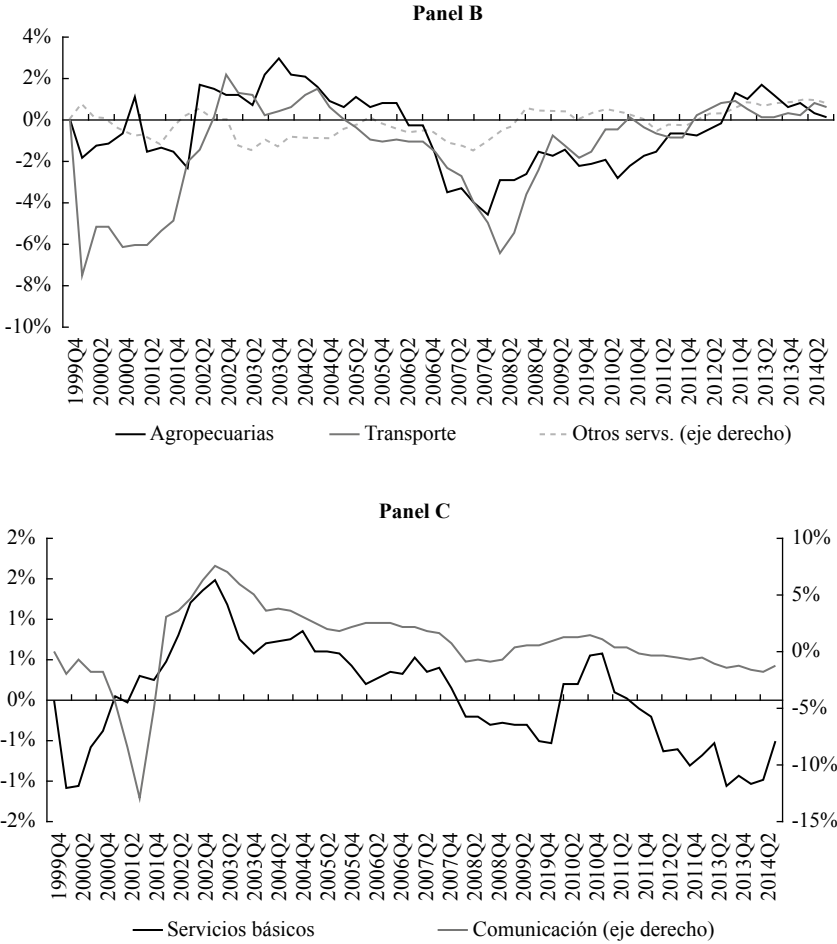 Panel B
4%
2%
0%
-2%
-4%
-6%
-8%
-10%
1999Q4
2000Q2
2000Q4
2001Q2
2001Q4
2002Q2
2002Q4
2003Q2
2003Q4
2004Q2
2004Q4
2005Q2
2005Q4
2006Q2
2006Q4
2007Q2
2007Q4
2008Q2
2008Q4
2009Q2
2019Q4
2010Q2
2010Q4
2011Q2
2011Q4
2012Q2
2011Q4
2013Q2
2013Q4
2014Q2
Agropecuarias
Transporte
Otros servs. (eje derecho)
Panel C
2%
2%
1%
1%
0%
-1%
-1%
-2%
10%
5%
0%
-5%
-10%
-15%
1999Q4
2000Q2
2000Q4
2001Q2
2001Q4
2002Q2
2002Q4
2003Q2
2003Q4
2004Q2
2004Q4
2005Q2
2005Q4
2006Q2
2006Q4
2007Q2
2007Q4
2008Q2
2008Q4
2009Q2
2019Q4
2010Q2
2010Q4
2011Q2
2011Q4
2012Q2
2012Q4
2013Q2
2013Q4
2014Q2
Servicios básicos
Comunicación (eje derecho)